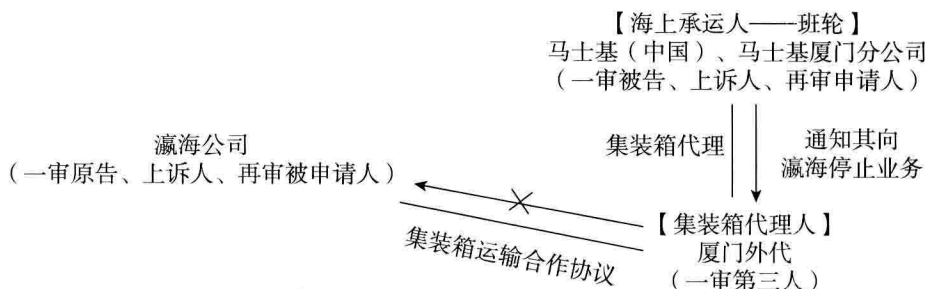 【海上承运人——班轮】
马士基（中国）、马士基厦门分公司
（一审被告、上诉人、再审申请人）
瀛海公司
（一审原告、上诉人、再审被申请人）
集装箱代理
通知其向
瀛海停止业务
集装箱运输合作协议
【集装箱代理人】
厦门外代
（一审第三人）